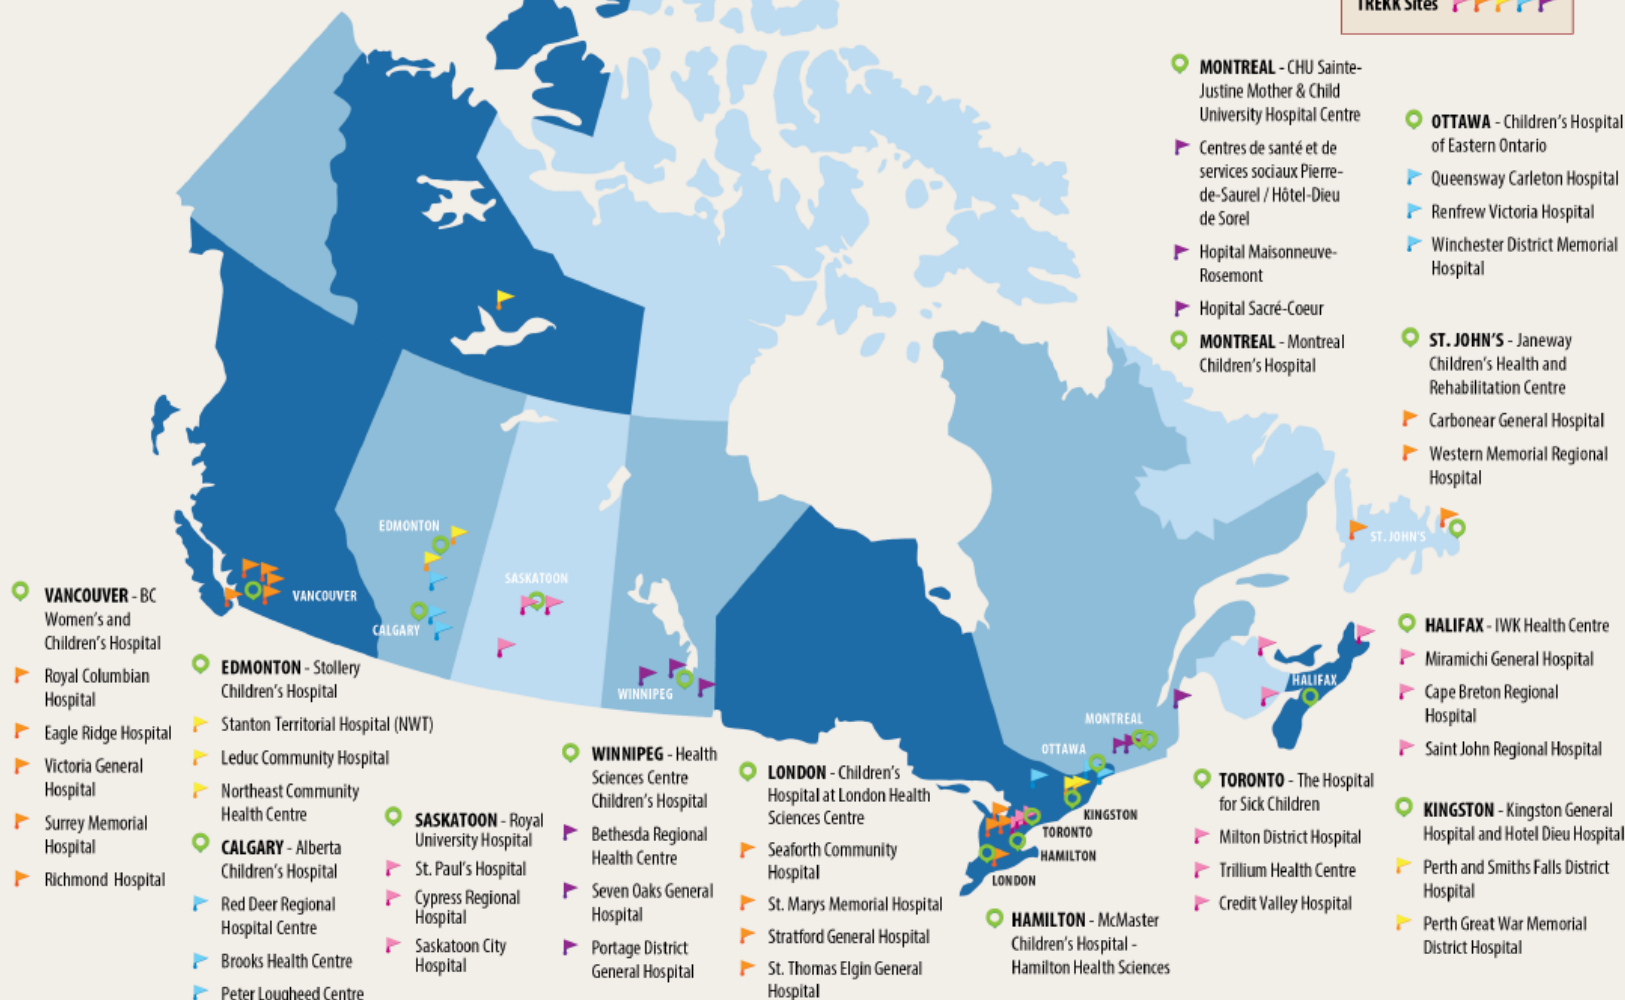 TREKK Sites
MONTREAL - CHU Sainte-
Justine Mother & Child
University Hospital Centre
Centres de santé et de
services sociaux Pierre-
de-Saurel / Hôtel-Dieu
de Sorel
Hopital Maisonneuve-
Rosemont
Hopital Sacré-Coeur
MONTREAL - Montreal
Children's Hospital
OTTAWA - Children's Hospital
of Eastern Ontario
Queensway Carleton Hospital
Renfrew Victoria Hospital
Winchester District Memorial
Hospital
ST. JOHN'S - Janeway
Children's Health and
Rehabilitation Centre
Carbonear General Hospital
Western Memorial Regional
Hospital
EDMONTON
SASKATOON
VANCOUVER
CALGARY
WINNIPEG
ST. JOHN'S
HALIFAX
MONTREAL
OTTAWA
KINGSTON
TORONTO
HAMILTON
LONDON
VANCOUVER - BC
Women's and
Children's Hospital
Royal Columbian
Hospital
Eagle Ridge Hospital
Victoria General
Hospital
Surrey Memorial
Hospital
Richmond Hospital
EDMONTON - Stollery
Children's Hospital
Stanton Territorial Hospital (NWT)
Leduc Community Hospital
Northeast Community
Health Centre
CALGARY - Alberta
Children's Hospital
Red Deer Regional
Hospital Centre
Brooks Health Centre
Peter Lougheed Centre
SASKATOON - Royal
University Hospital
St. Paul's Hospital
Cypress Regional
Hospital
Saskatoon City
Hospital
WINNIPEG - Health
Sciences Centre
Children's Hospital
Bethesda Regional
Health Centre
Seven Oaks General
Hospital
Portage District
General Hospital
LONDON - Children's
Hospital at London Health
Sciences Centre
Seaforth Community
Hospital
St. Marys Memorial Hospital
Stratford General Hospital
St. Thomas Elgin General
Hospital
HAMILTON - McMaster
Children's Hospital -
Hamilton Health Sciences
TORONTO - The Hospital
for Sick Children
Milton District Hospital
Trillium Health Centre
Credit Valley Hospital
HALIFAX - IWK Health Centre
Miramichi General Hospital
Cape Breton Regional
Hospital
Saint John Regional Hospital
KINGSTON - Kingston General
Hospital and Hotel Dieu Hospital
Perth and Smiths Falls District
Hospital
Perth Great War Memorial
District Hospital